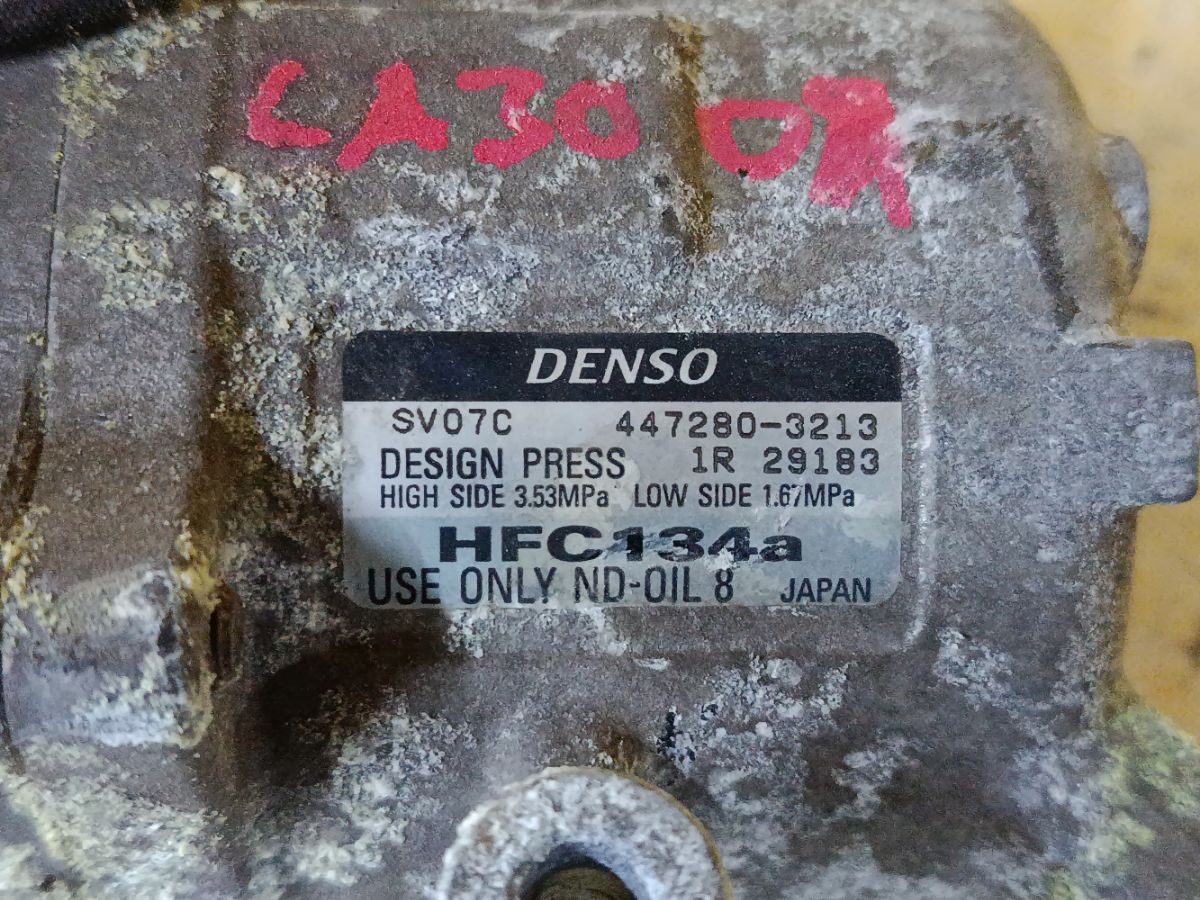 CA30 07
DENSO
SV07C 447280-3213
DESIGN PRESS 1R 29183
HIGH SIDE 3.53MPa LOW SIDE 1.67MPa
HFC134a
USE ONLY ND-OIL 8 JAPAN